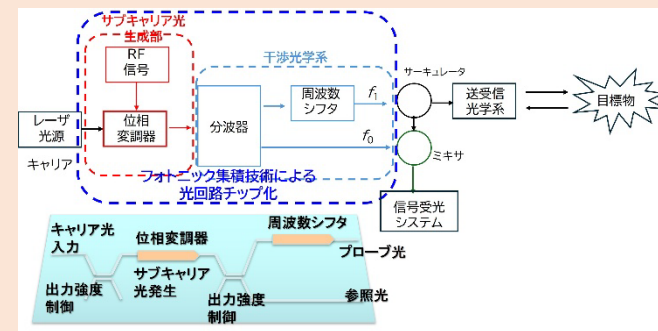 サブキャリア光
生成部
RF
信号
干渉光学系
レーザ
光源
キャリア
位相
変調器
分波器
周波数
シフタ
f1
f0
サーキュレータ
送受信
光学系
目標物
ミキサ
信号受光
システム
フォトニック集積技術による
光回路チップ化
キャリア光
入力
位相変調器
周波数シフタ
プローブ光
出力強度
制御
サブキャリア
光発生
出力強度
制御
参照光